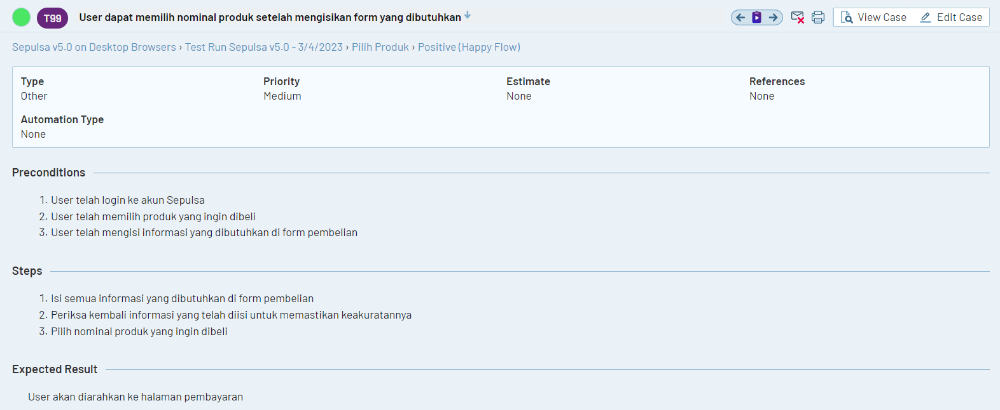 T99 User dapat memilih nominal produk setelah mengisikan form yang dibutuhkan View Case Edit Case
Sepulsa v5.0 on Desktop Browsers › Test Run Sepulsa v5.0 - 3/4/2023 › Pilih Produk › Positive (Happy Flow)
Type Priority Estimate References
Other Medium None None
Automation Type
None
Preconditions
1. User telah login ke akun Sepulsa
2. User telah memilih produk yang ingin dibeli
3. User telah mengisi informasi yang dibutuhkan di form pembelian
Steps
1. Isi semua informasi yang dibutuhkan di form pembelian
2. Periksa kembali informasi yang telah diisi untuk memastikan keakuratannya
3. Pilih nominal produk yang ingin dibeli
Expected Result
User akan diarahkan ke halaman pembayaran